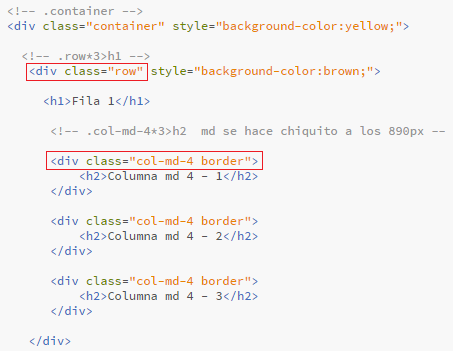 <!-- .container -->
<div class="container" style="background-color:yellow;">
<!-- .row*3>h1 -->
<div class="row" style="background-color:brown;">
<h1>Fila 1</h1>
<!-- .col-md-4*3>h2  md se hace chiquito a los 890px --
<div class="col-md-4 border">
<h2>Columna md 4 - 1</h2>
</div>
<div class="col-md-4 border">
<h2>Columna md 4 - 2</h2>
</div>
<div class="col-md-4 border">
<h2>Columna md 4 - 3</h2>
</div>
</div>